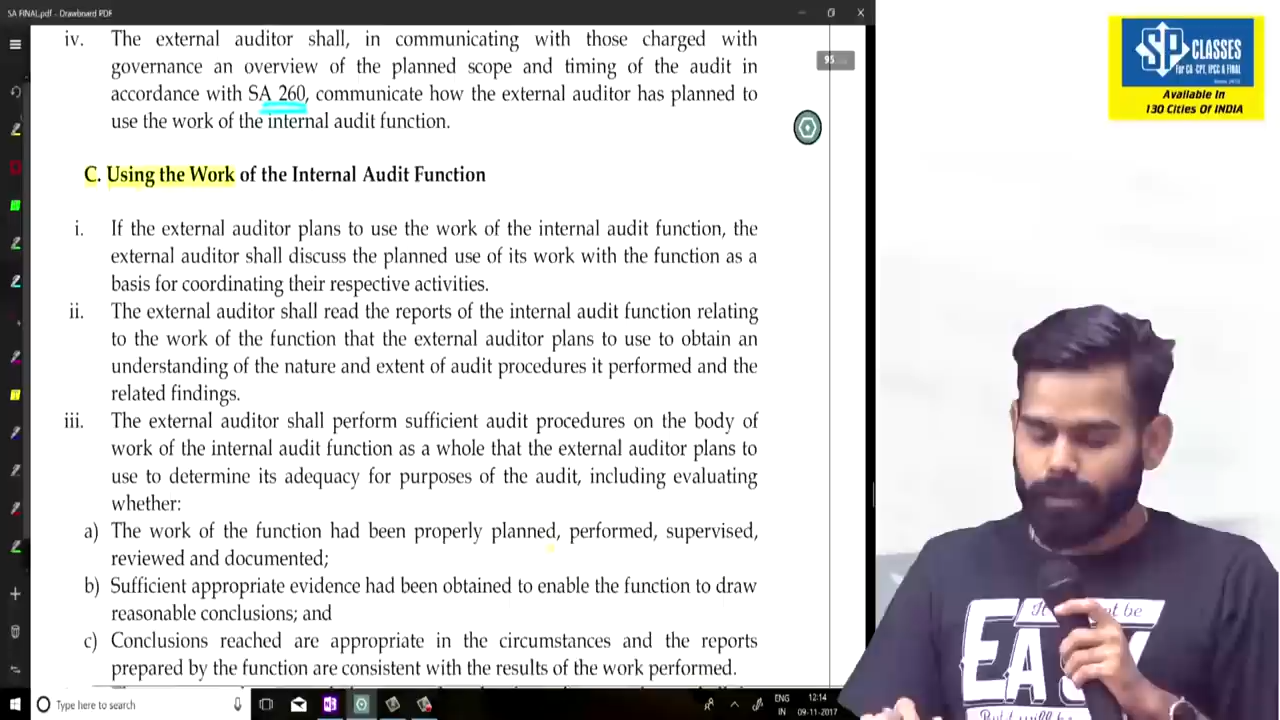 SA FINAL.pdf - Drawboard PDF
iv. The external auditor shall, in communicating with those charged with
governance an overview of the planned scope and timing of the audit in
accordance with SA 260, communicate how the external auditor has planned to
use the work of the internal audit function.
C. Using the Work of the Internal Audit Function
i. If the external auditor plans to use the work of the internal audit function, the
external auditor shall discuss the planned use of its work with the function as a
basis for coordinating their respective activities.
ii. The external auditor shall read the reports of the internal audit function relating
to the work of the function that the external auditor plans to use to obtain an
understanding of the nature and extent of audit procedures it performed and the
related findings.
iii. The external auditor shall perform sufficient audit procedures on the body of
work of the internal audit function as a whole that the external auditor plans to
use to determine its adequacy for purposes of the audit, including evaluating
whether:
a) The work of the function had been properly planned, performed, supervised,
reviewed and documented;
b) Sufficient appropriate evidence had been obtained to enable the function to draw
reasonable conclusions; and
c) Conclusions reached are appropriate in the circumstances and the reports
prepared by the function are consistent with the results of the work performed.
95
Type here to search
ENG
IN
12:14
09-11-2017
SP CLASSES
For CA-CPT, IPCC & FINAL
Available In
130 Cities Of INDIA
be
EASY
But it will be